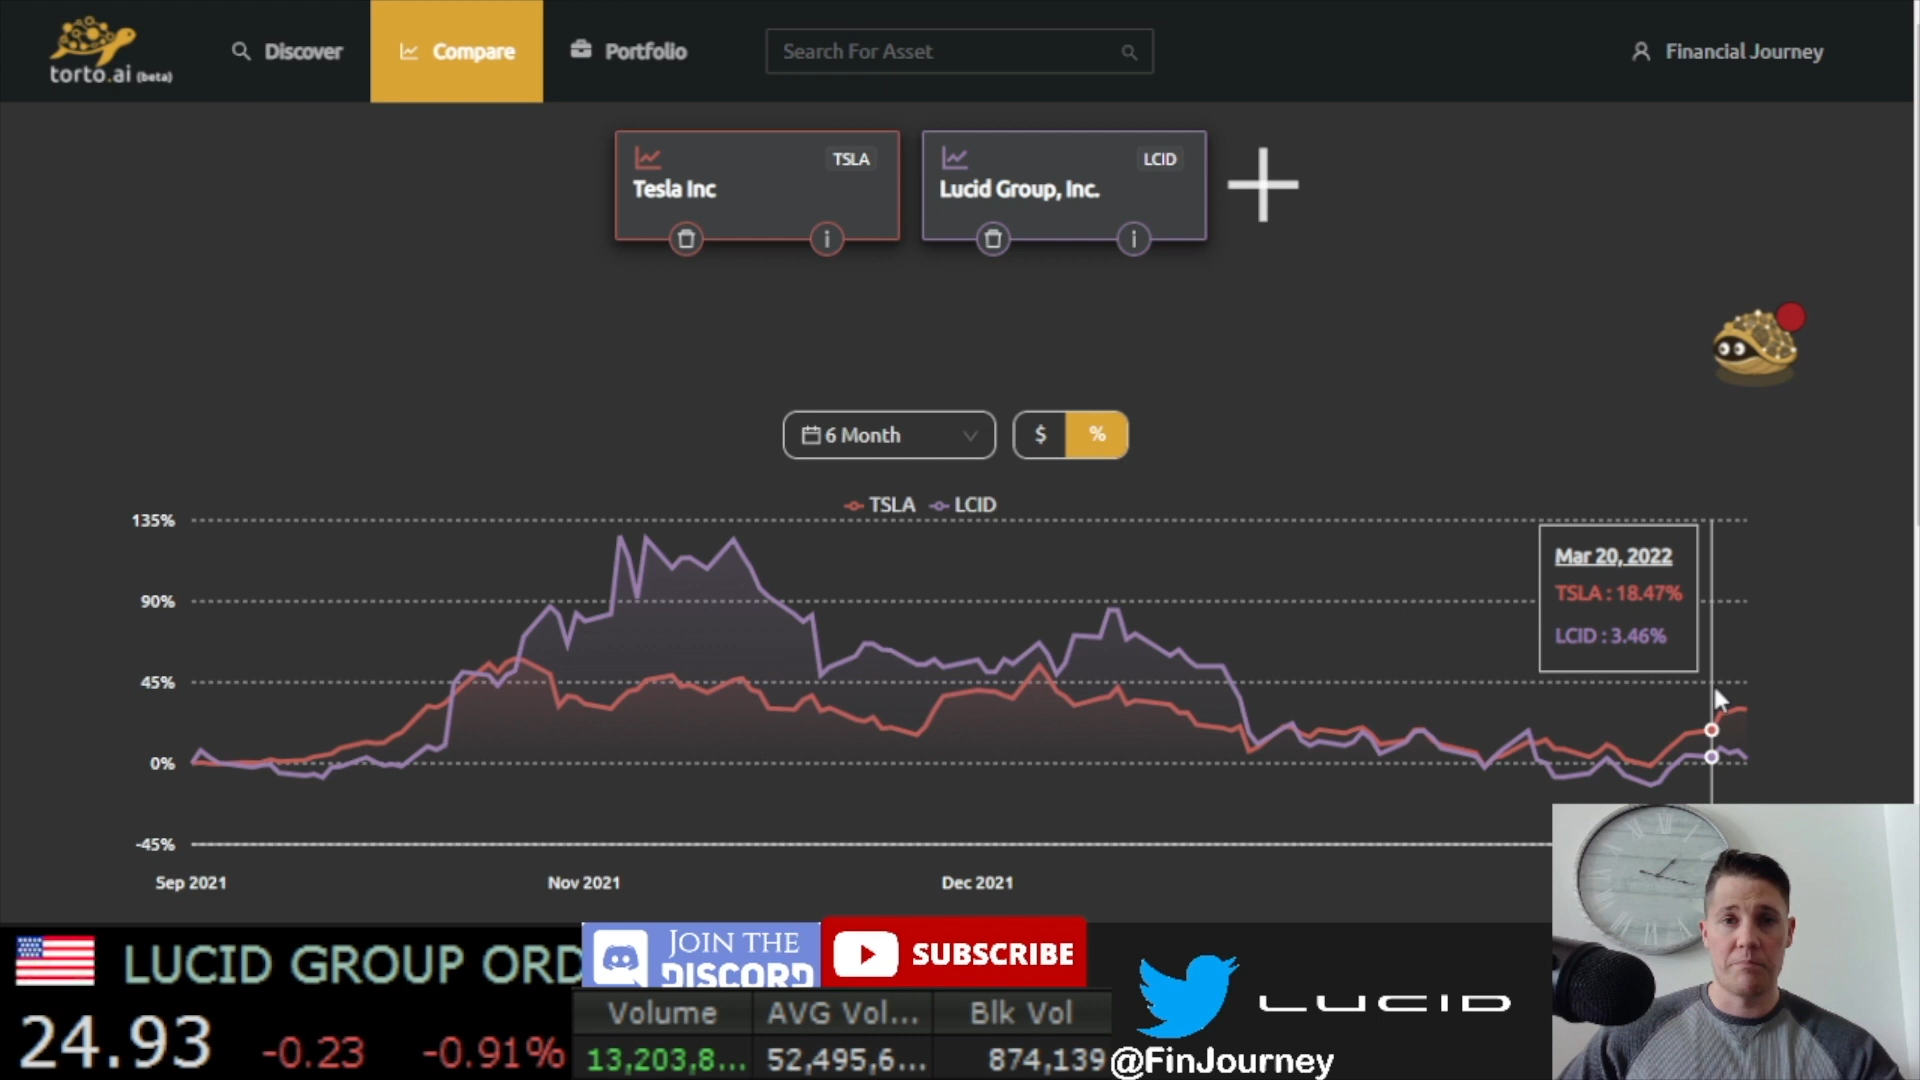 torto.ai (beta)
Discover
Compare
Portfolio
Search For Asset
Financial Journey
TSLA
Tesla Inc
LCID
Lucid Group, Inc.
6 Month
$
%
TSLA LCID
135%
90%
45%
0%
-45%
Mar 20, 2022
TSLA : 18.47%
LCID : 3.46%
Sep 2021
Nov 2021
Dec 2021
LUCID GROUP ORD
24.93 -0.23 -0.91%
JOIN THE
DISCORD
SUBSCRIBE
Volume AVG Vol... Blk Vol
13,203,8... 52,495,6... 874,139
LUCID
@FinJourney